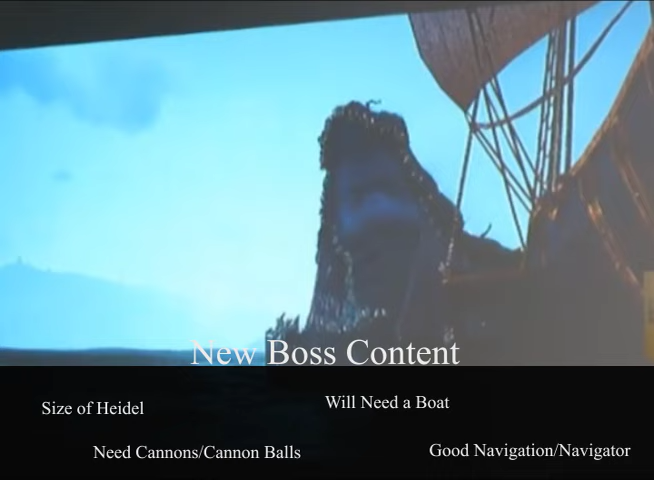 New Boss Content
Size of Heidel
Will Need a Boat
Need Cannons/Cannon Balls
Good Navigation/Navigator